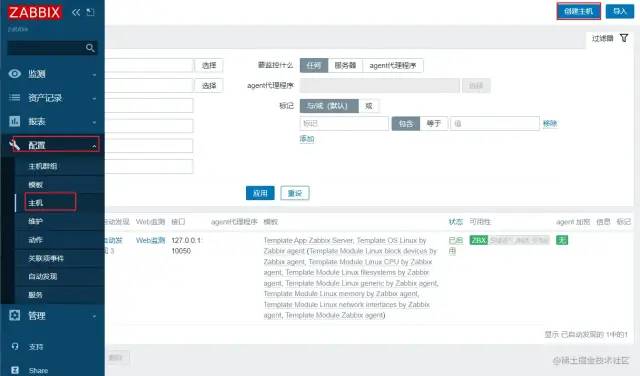 ZABBIX
创建主机
导入
过滤器
监测
资产记录
报表
配置
主机群组
模板
主机
维护
动作
关联项事件
自动发现
服务
管理
支持
Share
选择
选择
要监控什么
任何
服务器
agent代理程序
agent代理程序
选择
标记
与/或 (默认)
或
标记
包含
等于
值
移除
添加
应用
重设
Web监测
接口
agent代理程序
模板
状态
可用性
agent 加密
信息
标记
Web监测
127.0.0.1:
10050
Template App Zabbix Server, Template OS Linux by
Zabbix agent (Template Module Linux block devices by
Zabbix agent, Template Module Linux CPU by Zabbix
agent, Template Module Linux filesystems by Zabbix
agent, Template Module Linux generic by Zabbix agent,
Template Module Linux memory by Zabbix agent,
Template Module Linux network interfaces by Zabbix
agent, Template Module Zabbix agent)
已启
用
ZBX
无
显示 已自动发现的 1中的1
@稀土掘金技术社区